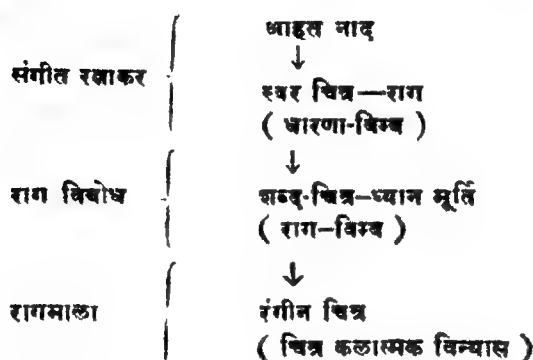 आहत नाद
↓
संगीत रत्नाकर
स्वर चित्र—राग
( धारणा-बिम्ब )
↓
राग विबोध
शब्द-चित्र-ध्यान मूर्ति
( राग-बिम्ब )
↓
रागमाला
रंगीन चित्र
( चित्र कलात्मक विन्यास )